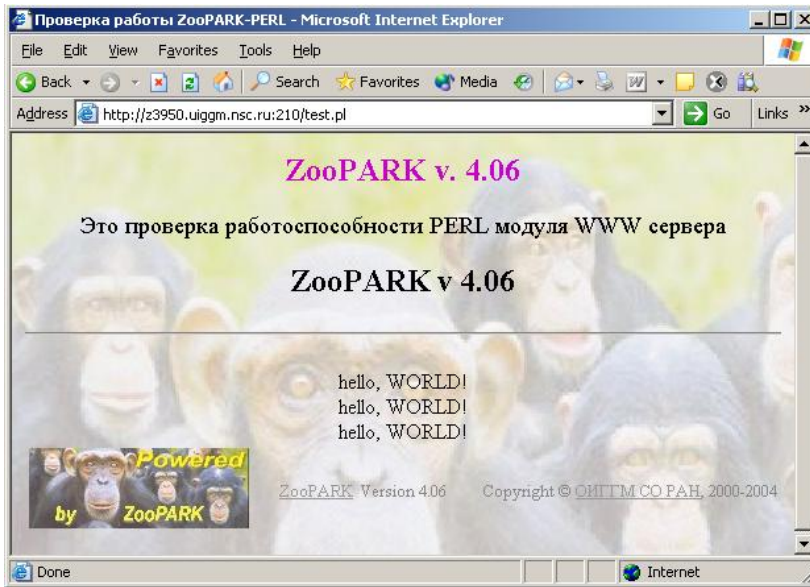 Проверка работы ZooPARK-PERL - Microsoft Internet Explorer
File Edit View Favorites Tools Help
Back Search Favorites Media
Address http://z3950.uiggm.nsc.ru:210/test.pl Go Links »
ZooPARK v. 4.06
Это проверка работоспособности PERL модуля WWW сервера
ZooPARK v 4.06
hello, WORLD!
hello, WORLD!
hello, WORLD!
Powered
by ZooPARK
ZooPARK Version 4.06 Copyright © ОИГГМ СО РАН, 2000-2004
Done Internet